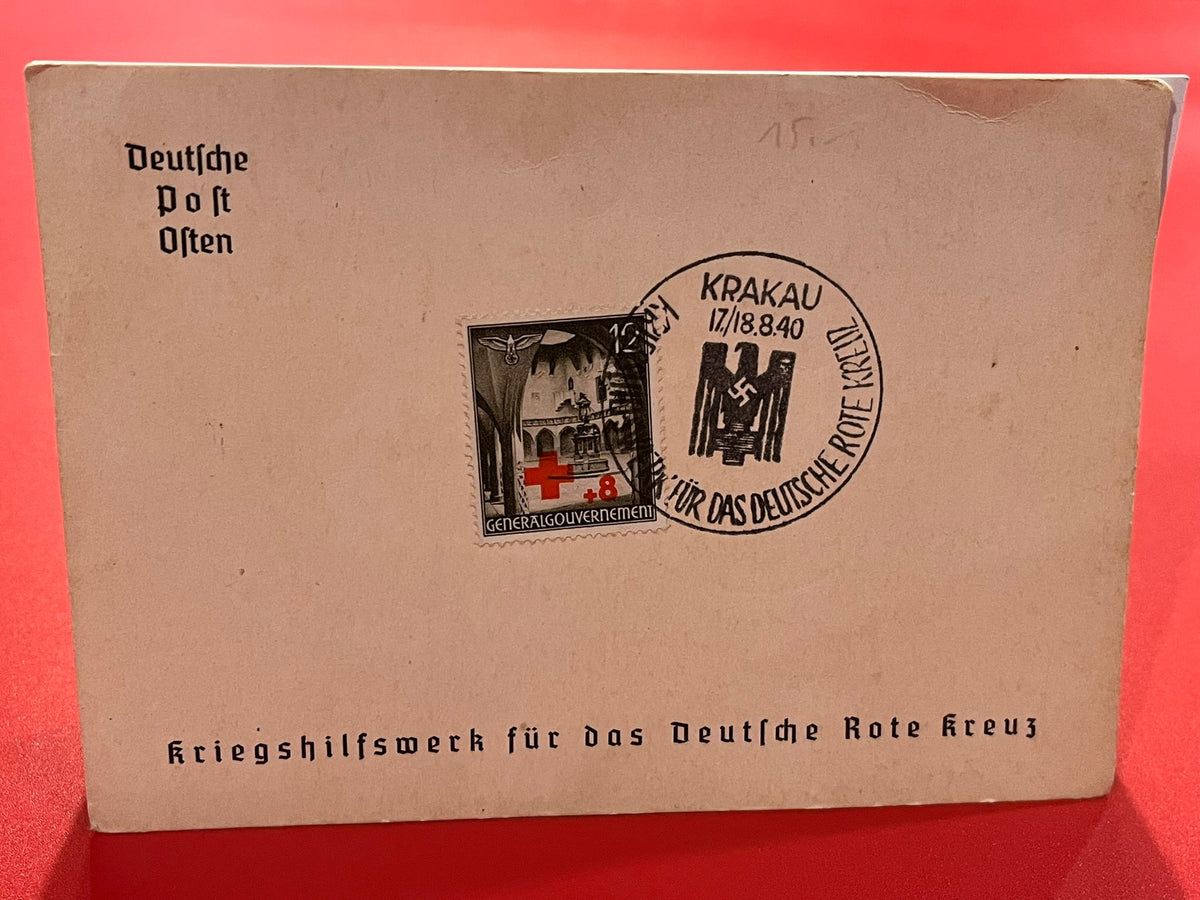 15.-
Deutſche
Poſt
Oſten
KRAKAU
17./18.8.40
FÜR DAS DEUTSCHE ROTE KREUZ
12
+8
GENERALGOUVERNEMENT
Kriegshilfswerk für das Deutſche Rote Kreuz